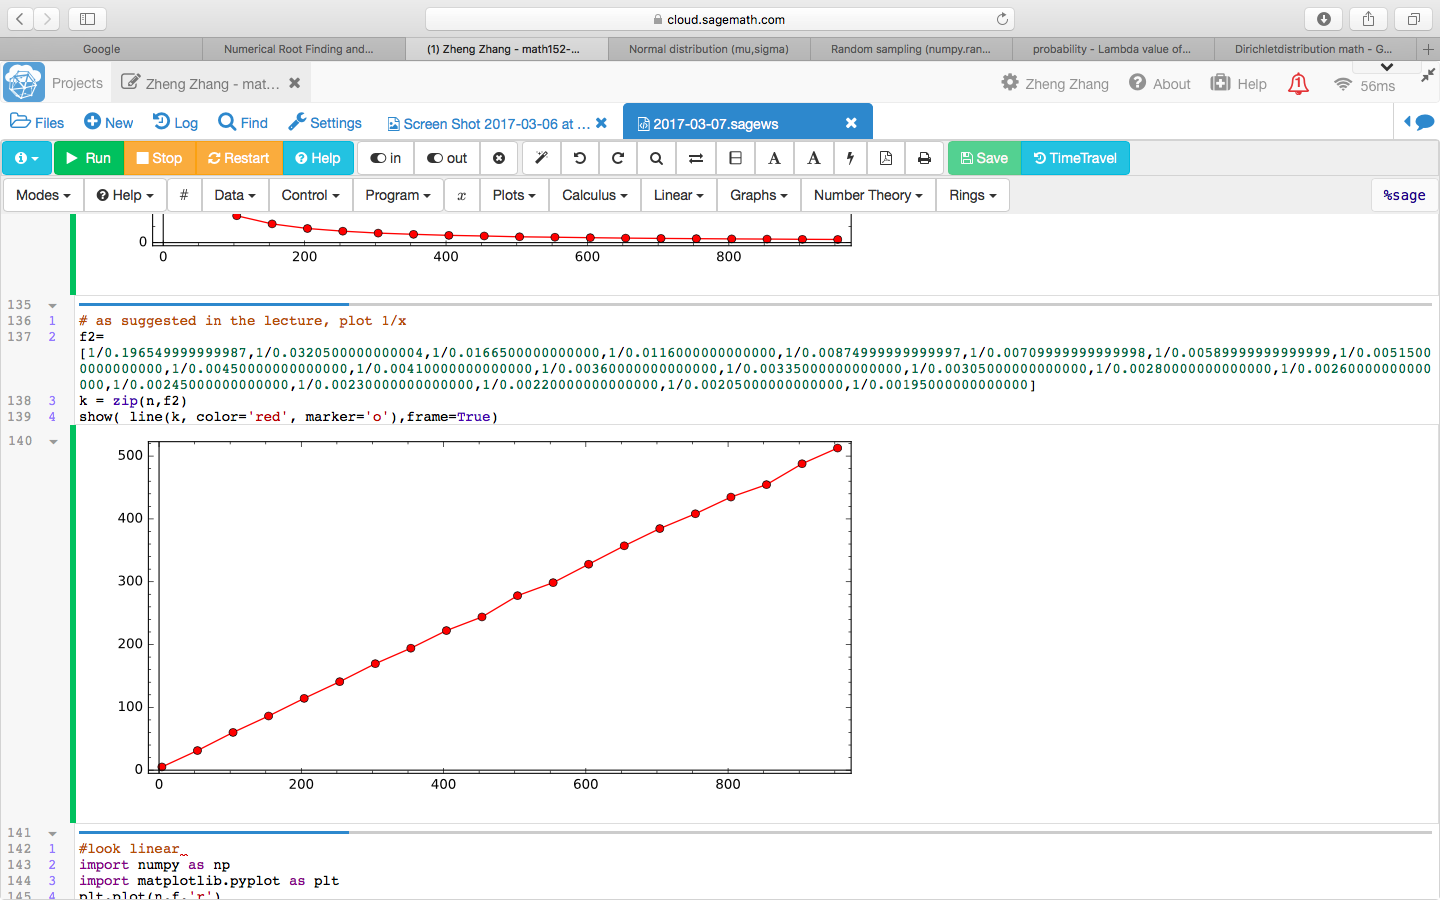 cloud.sagemath.com
Google
Numerical Root Finding and...
(1) Zheng Zhang - math152-...
Normal distribution (mu,sigma)
Random sampling (numpy.ran...
probability - Lambda value of...
Dirichletdistribution math - G...
Projects
Zheng Zhang - mat...
Zheng Zhang
About
Help
1
56ms
Files
New
Log
Find
Settings
Screen Shot 2017-03-06 at ...
2017-03-07.sagews
Run
Stop
Restart
Help
in
out
A
A
Save
TimeTravel
Modes
Help
#
Data
Control
Program
x
Plots
Calculus
Linear
Graphs
Number Theory
Rings
%sage
0
0 200 400 600 800
135
136 1 # as suggested in the lecture, plot 1/x
137 2 f2=
[1/0.196549999999987,1/0.0320500000000004,1/0.0166500000000000,1/0.0116000000000000,1/0.00874999999999997,1/0.00709999999999998,1/0.00589999999999999,1/0.0051500
000000000000,1/0.00450000000000000,1/0.00410000000000000,1/0.00360000000000000,1/0.00335000000000000,1/0.00305000000000000,1/0.00280000000000000,1/0.00260000000000
000,1/0.00245000000000000,1/0.00230000000000000,1/0.00220000000000000,1/0.00205000000000000,1/0.00195000000000000]
138 3 k = zip(n,f2)
139 4 show( line(k, color='red', marker='o'),frame=True)
140
500
400
300
200
100
0
0 200 400 600 800
141
142 1 #look linear
143 2 import numpy as np
144 3 import matplotlib.pyplot as plt
145 4 plt.plot(n,f,'r')